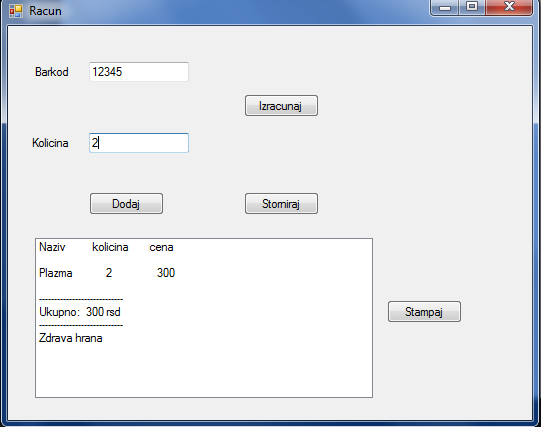 Racun
Barkod 12345
Izracunaj
Kolicina 2
Dodaj Storniraj
Naziv kolicina cena
Plazma 2 300
----------------------------
Ukupno: 300 rsd
----------------------------
Zdrava hrana
Stampaj